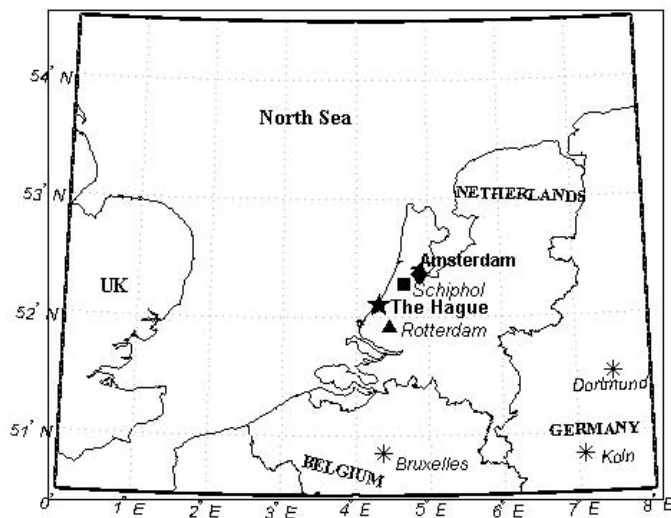 54° N
North Sea
53° N
NETHERLANDS
Amsterdam
UK
Schiphol
52° N
The Hague
Rotterdam
Dortmund
51° N
GERMANY
BELGIUM
Bruxelles
Koln
0°
1° E
2° E
3° E
4° E
5° E
6° E
7° E
8° E